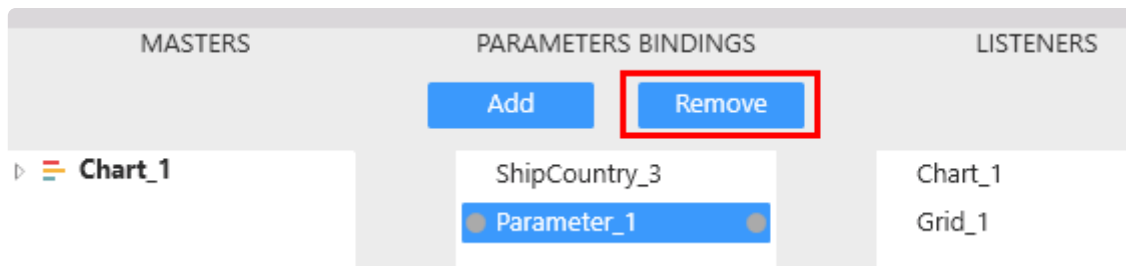 MASTERS PARAMETERS BINDINGS LISTENERS
Add Remove
Chart_1 ShipCountry_3 Chart_1
Parameter_1 Grid_1